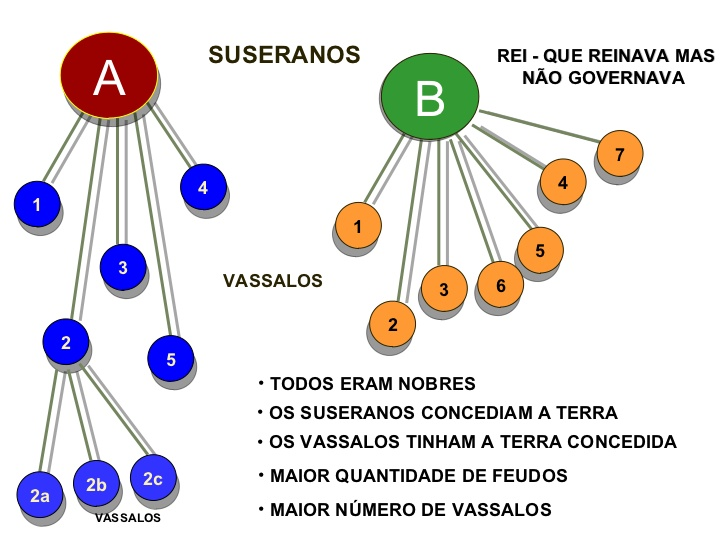 SUSERANOS
REI - QUE REINAVA MAS
NÃO GOVERNAVA
A
B
1
4
3
2
5
2a
2b
2c
VASSALOS
1
2
3
6
5
4
7
VASSALOS
• TODOS ERAM NOBRES
• OS SUSERANOS CONCEDIAM A TERRA
• OS VASSALOS TINHAM A TERRA CONCEDIDA
• MAIOR QUANTIDADE DE FEUDOS
• MAIOR NÚMERO DE VASSALOS